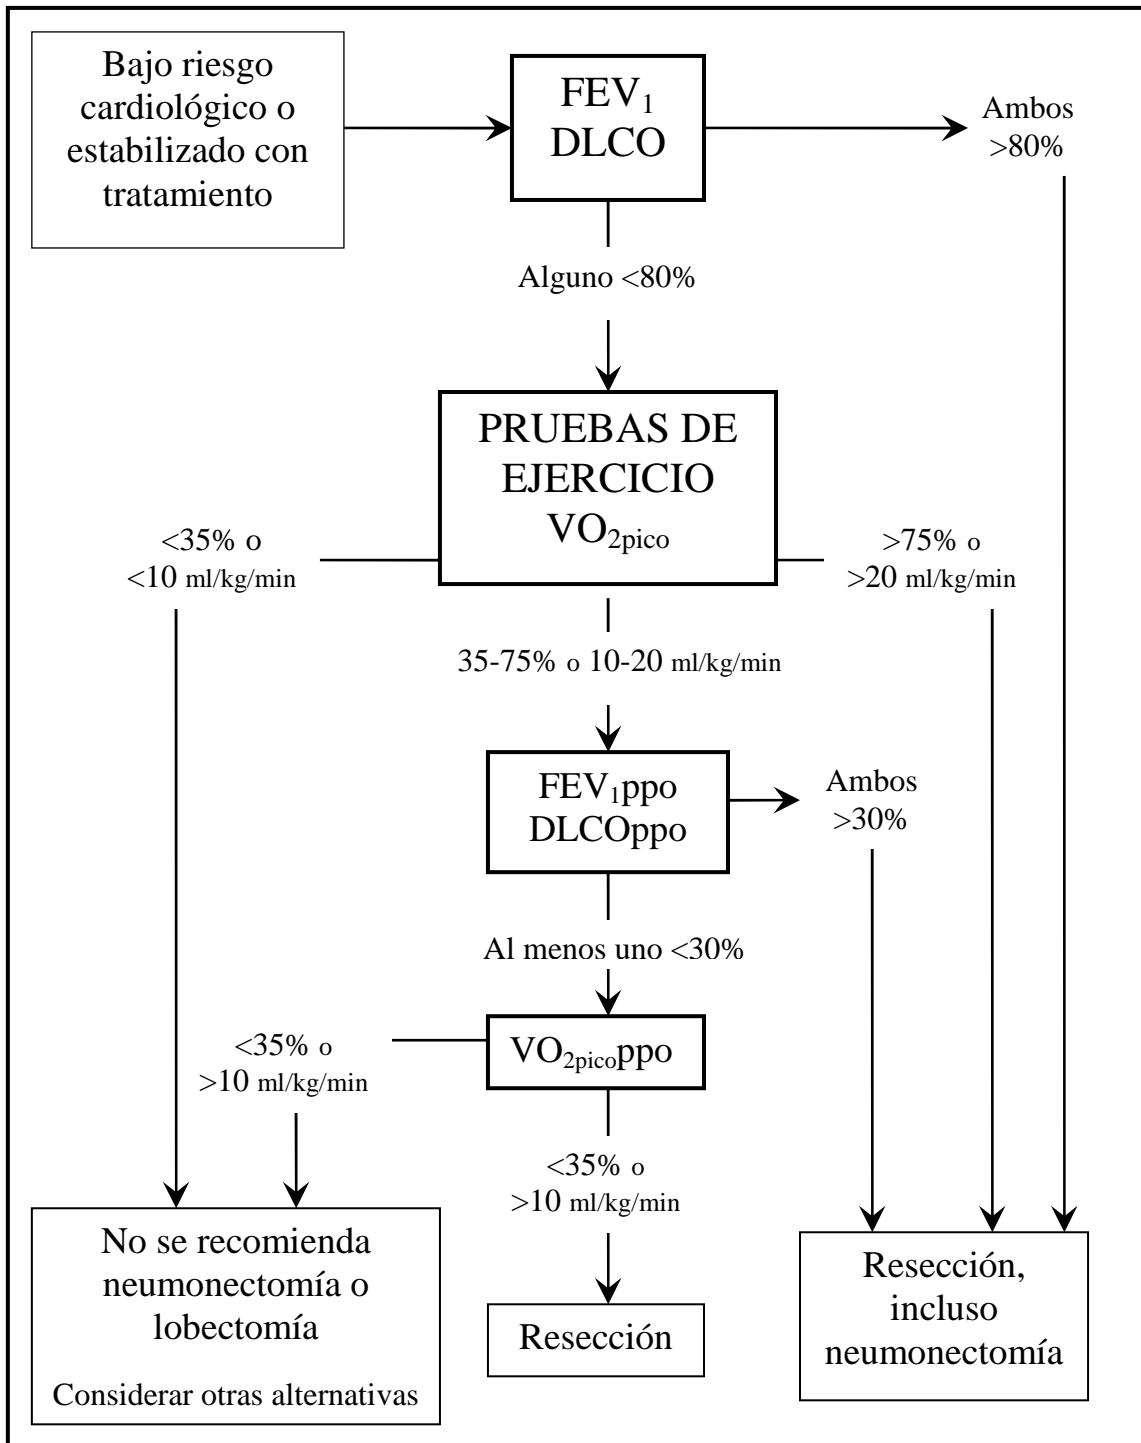 Bajo riesgo
cardiológico o
estabilizado con
tratamiento
FEV₁
DLCO
Ambos
>80%
Alguno <80%
PRUEBAS DE
EJERCICIO
VO₂pico
<35% o
<10 ml/kg/min
>75% o
>20 ml/kg/min
35-75% o 10-20 ml/kg/min
FEV₁ppo
DLCOppo
Ambos
>30%
Al menos uno <30%
VO₂picoppo
<35% o
>10 ml/kg/min
<35% o
>10 ml/kg/min
No se recomienda
neumonectomía o
lobectomía
Considerar otras alternativas
Resección
Resección,
incluso
neumonectomía